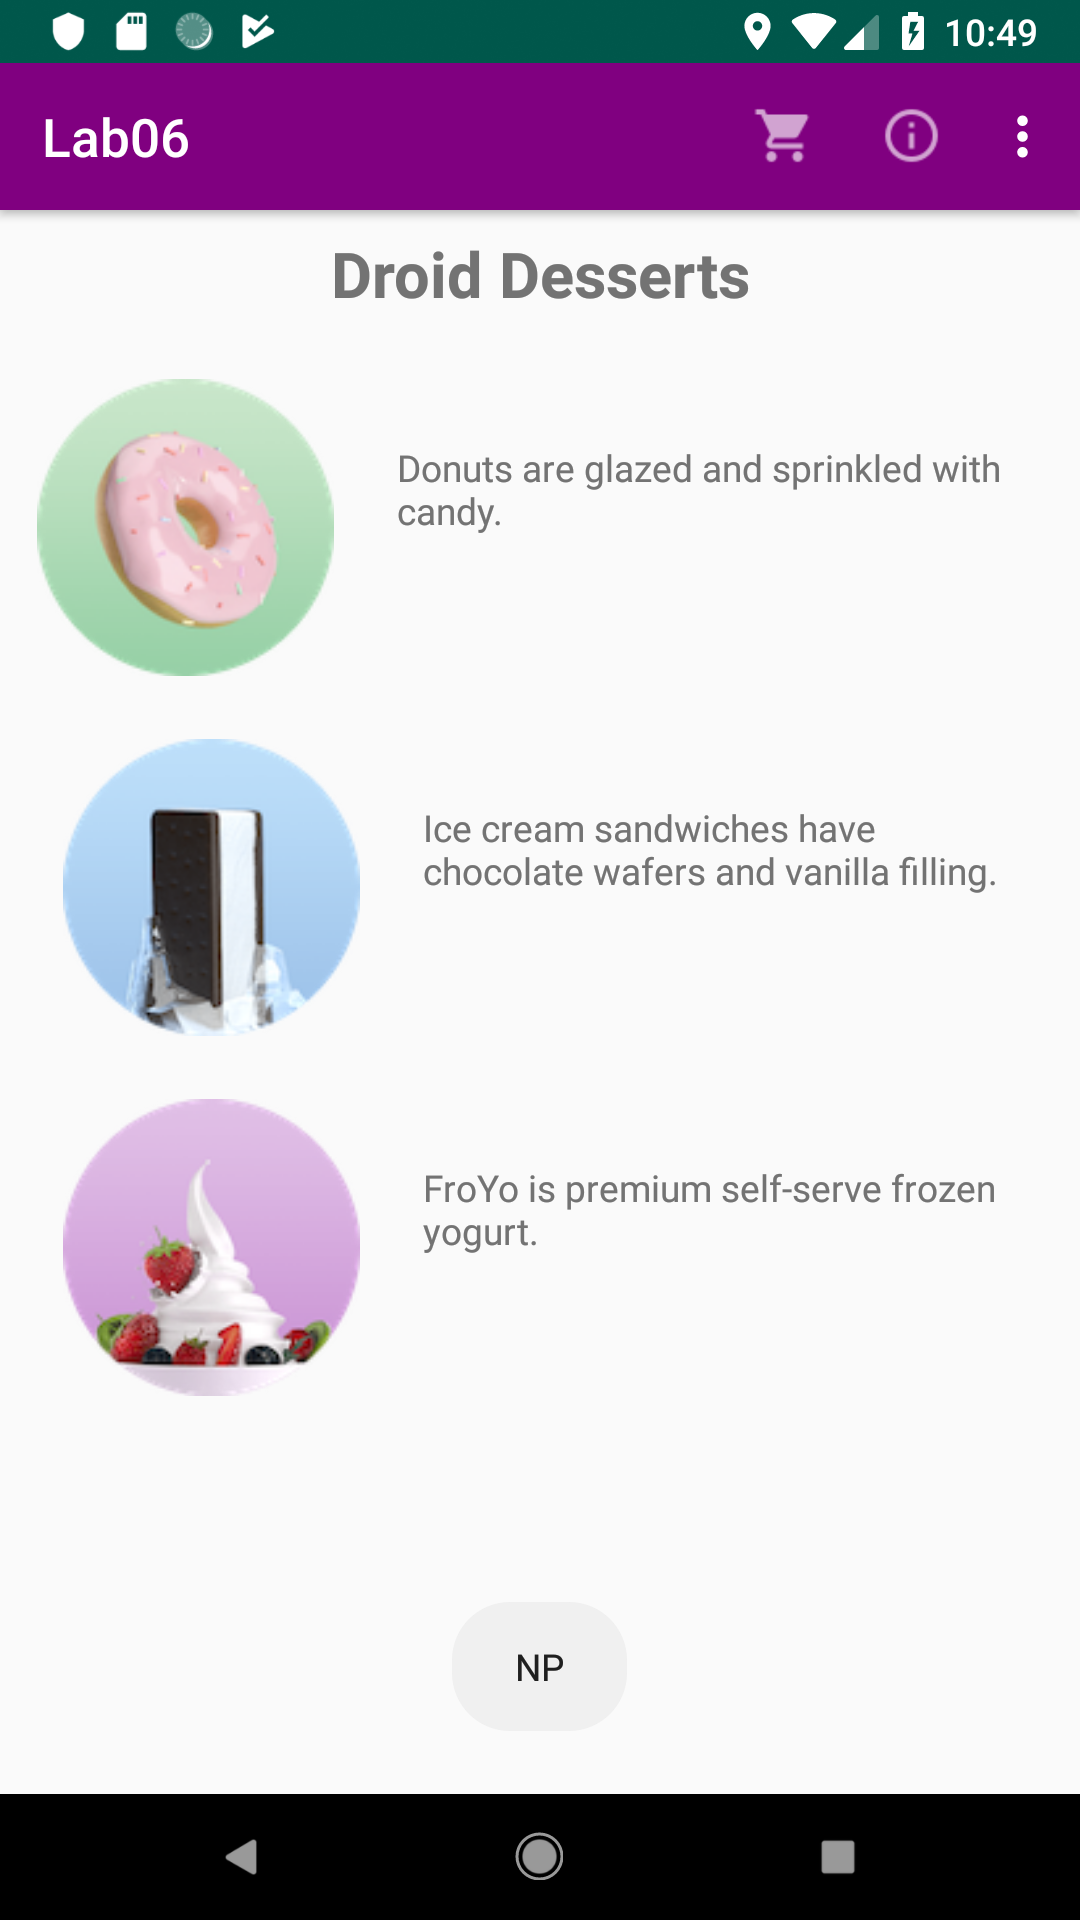 10:49
Lab06
Droid Desserts
Donuts are glazed and sprinkled with
candy.
Ice cream sandwiches have
chocolate wafers and vanilla filling.
FroYo is premium self-serve frozen
yogurt.
NP